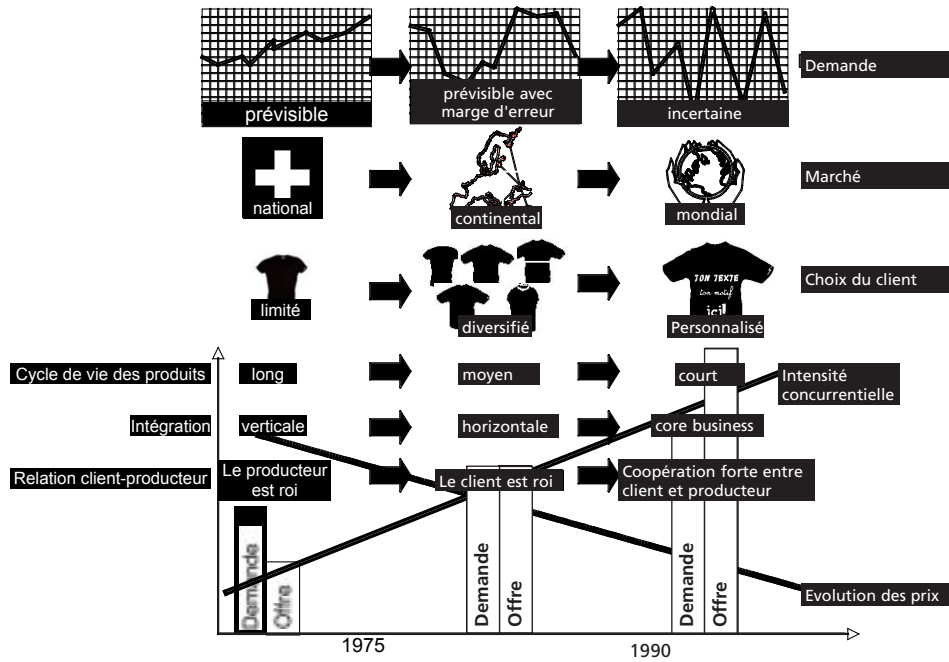 prévisible
prévisible avec
marge d'erreur
incertaine
Demande
national
continental
mondial
Marché
limité
diversifié
TON TEXTE
ton motif
ici!
Personnalisé
Choix du client
Cycle de vie des produits
long
moyen
court
Intensité
concurrentielle
Intégration
verticale
horizontale
core business
Relation client-producteur
Le producteur
est roi
Le client est roi
Coopération forte entre
client et producteur
Demande
Offre
Demande
Offre
Demande
Offre
Evolution des prix
1975
1990